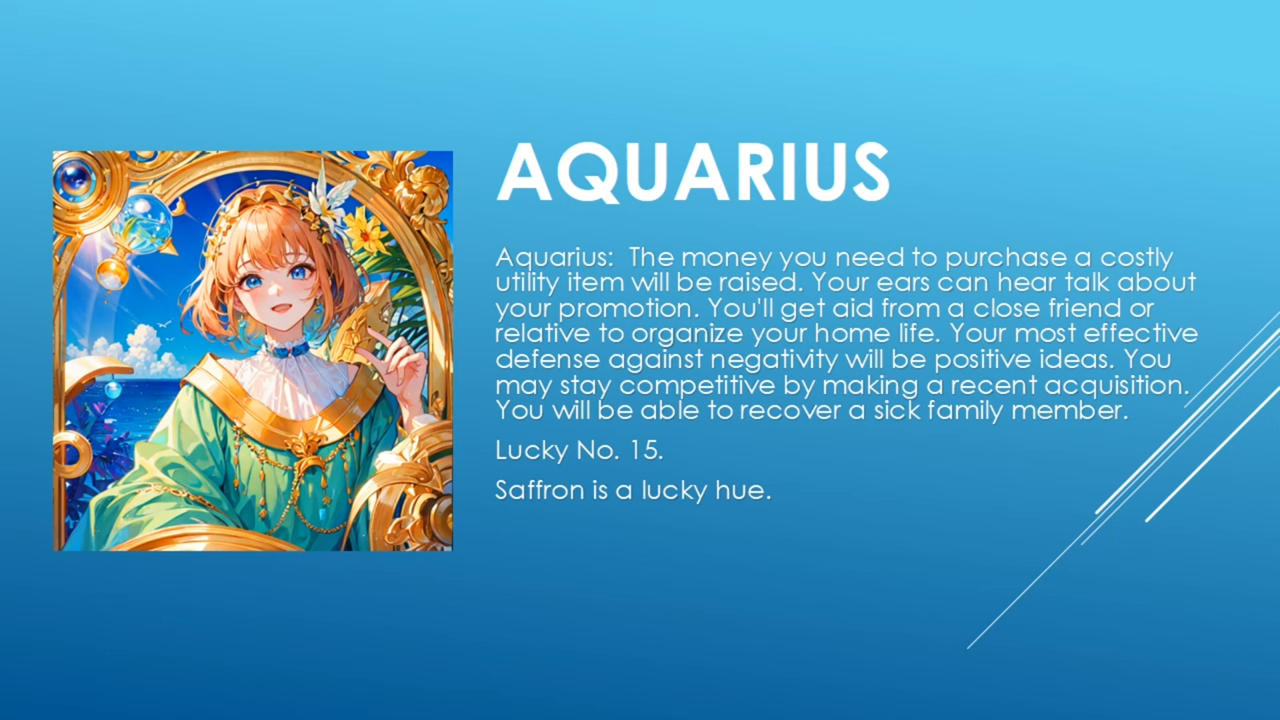 AQUARIUS
Aquarius:  The money you need to purchase a costly
utility item will be raised. Your ears can hear talk about
your promotion. You'll get aid from a close friend or
relative to organize your home life. Your most effective
defense against negativity will be positive ideas. You
may stay competitive by making a recent acquisition.
You will be able to recover a sick family member.
Lucky No. 15.
Saffron is a lucky hue.